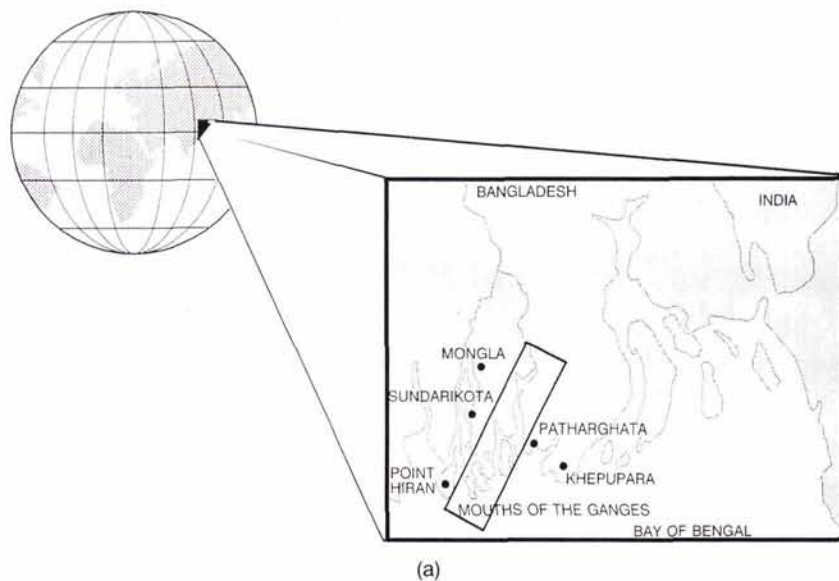 BANGLADESH
INDIA
MONGLA
SUNDARIKOTA
PATHARGHATA
POINT
HIRAN
KHEPUPARA
MOUTHS OF THE GANGES
BAY OF BENGAL
(a)